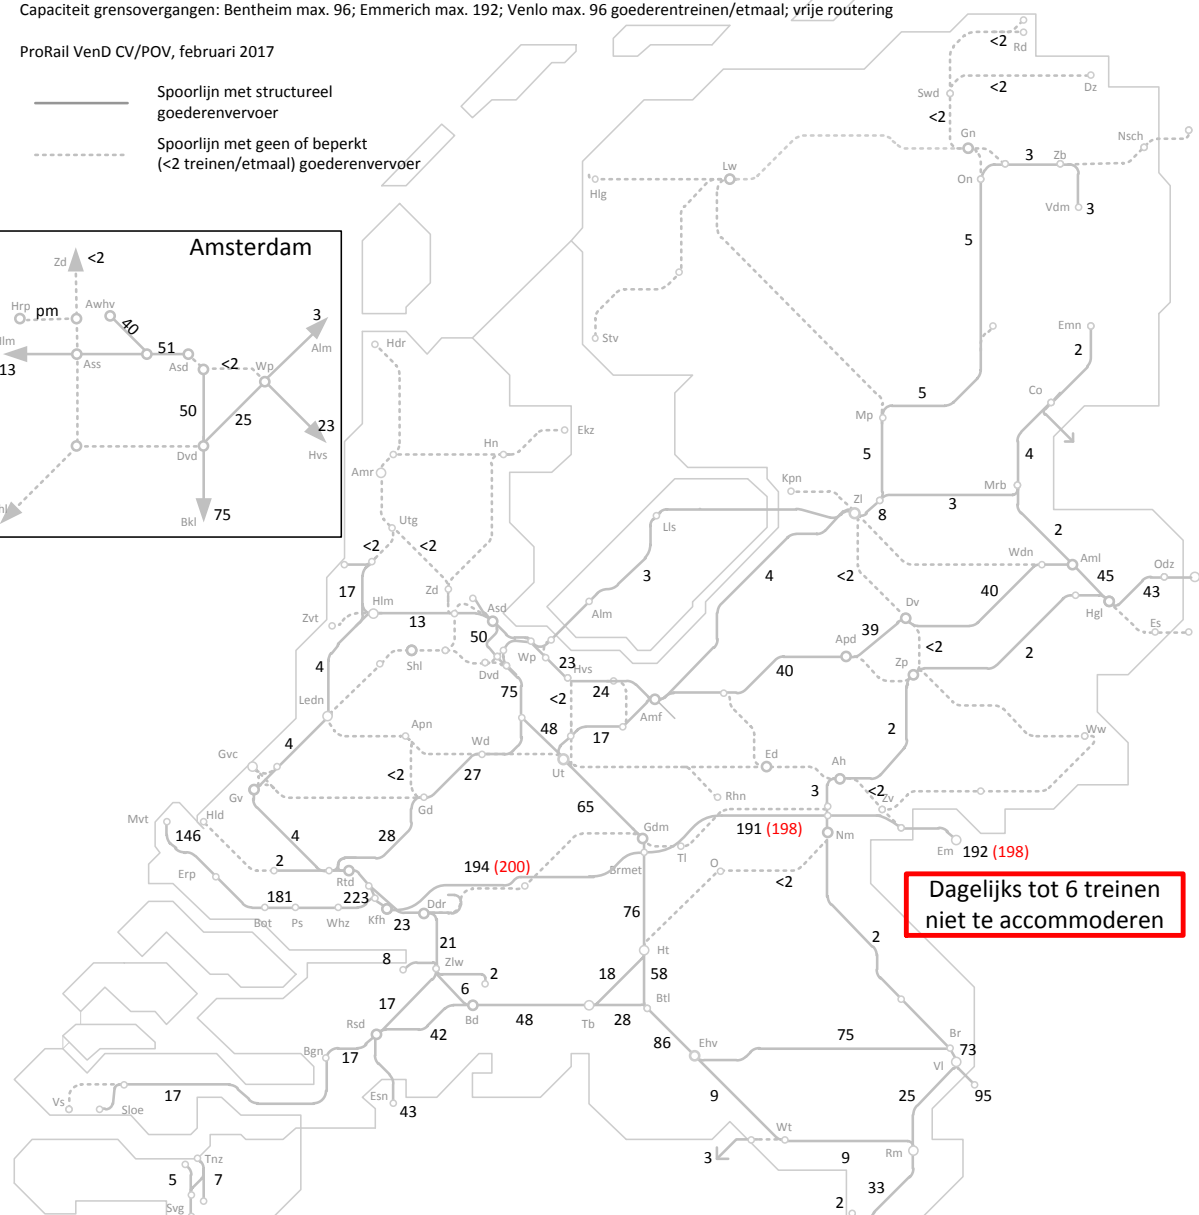 Capaciteit grensovergangen: Bentheim max. 96; Emmerich max. 192; Venlo max. 96 goederentreinen/etmaal; vrije routering
ProRail VenD CV/POV, februari 2017
Spoorlijn met structureel
goederenvervoer
Spoorlijn met geen of beperkt
(<2 treinen/etmaal) goederenvervoer
Amsterdam
Zd
<2
Hrp
pm
Awhv
40
3
Alm
13
Ass
51
Asd
<2
Wp
50
25
23
Hvs
Dvd
Bkl
75
<2
Rd
Swd
<2
Dz
<2
Gn
Nsch
3
Zb
On
Vdm
3
Lw
Hlg
5
Stv
Emn
2
Hdr
Co
5
Mp
Ekz
Hn
5
4
Amr
Kpn
Mrb
Zl
8
3
Utg
Lls
<2
<2
2
Wdn
Aml
Odz
3
4
<2
45
17
Zd
40
43
Hlm
Asd
Alm
Dv
Hgl
Zvt
13
50
39
Es
Apd
<2
4
Shl
Wp
23
Zp
2
Dvd
Hvs
40
75
<2
24
Ledn
Amf
Apn
48
17
2
Ww
4
Wd
Gvc
Ut
Ed
Ah
<2
27
<2
Gv
Rhn
3
Zv
Mvt
Hld
Gd
65
146
4
28
Gdm
191 (198)
Nm
Em
192 (198)
Tl
194 (200)
Brmet
O
<2
Erp
2
Rtd
Dagelijks tot 6 treinen
niet te accommoderen
181
223
Ddr
Bot
Ps
Whz
Kfh
23
76
21
2
Ht
8
Zlw
2
18
58
6
17
Btl
Rsd
42
Bd
48
Tb
28
86
75
Br
Bgn
17
Ehv
73
Vl
17
9
25
95
Vs
Sloe
Esn
43
Wt
Tnz
3
9
Rm
5
7
33
Svg
2